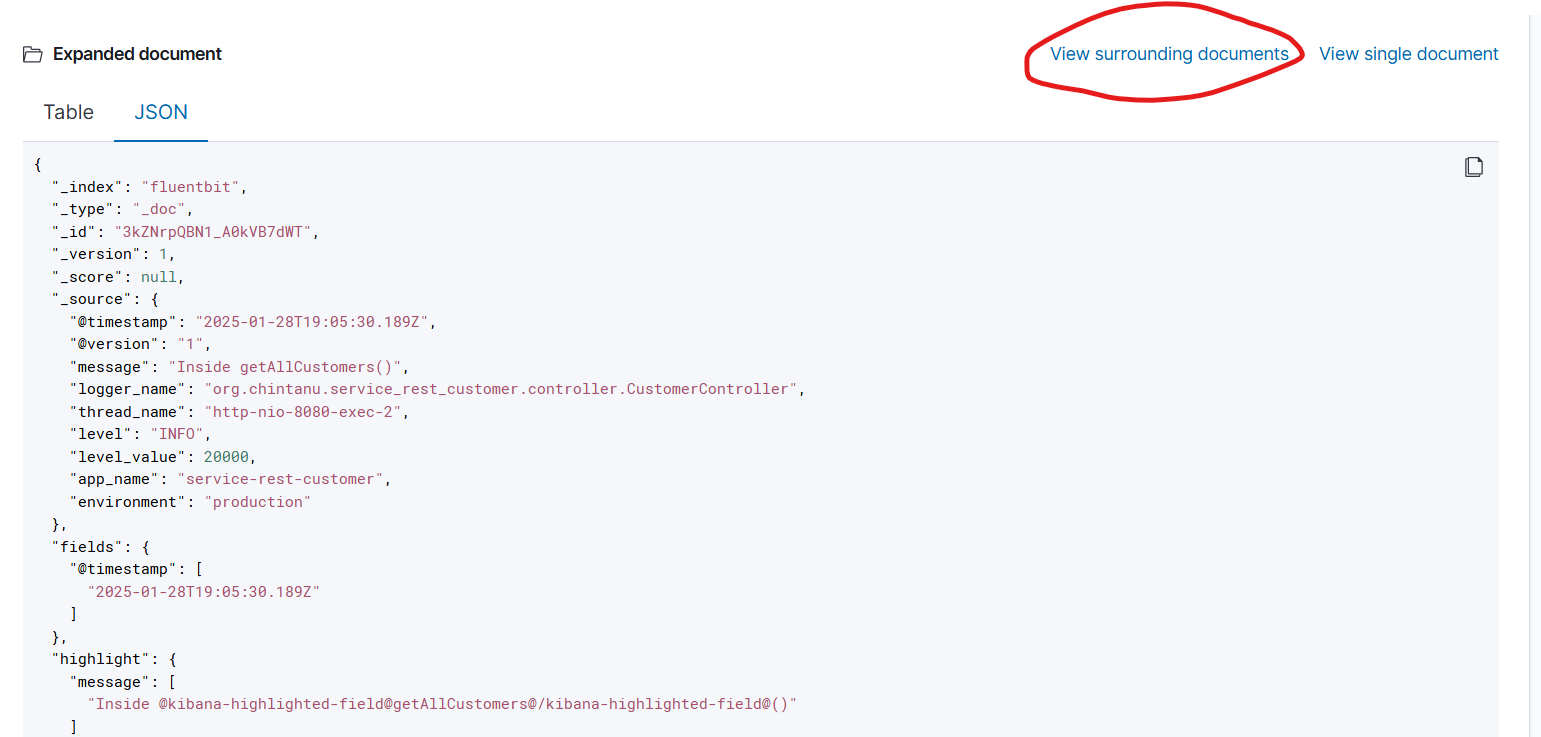 Expanded document View surrounding documents View single document
Table JSON
{
"_index": "fluentbit",
"_type": "_doc",
"_id": "3kZNrpQBN1_A0kVB7dWT",
"_version": 1,
"_score": null,
"_source": {
"@timestamp": "2025-01-28T19:05:30.189Z",
"@version": "1",
"message": "Inside getAllCustomers()",
"logger_name": "org.chintanu.service_rest_customer.controller.CustomerController",
"thread_name": "http-nio-8080-exec-2",
"level": "INFO",
"level_value": 20000,
"app_name": "service-rest-customer",
"environment": "production"
},
"fields": {
"@timestamp": [
"2025-01-28T19:05:30.189Z"
]
},
"highlight": {
"message": [
"Inside @kibana-highlighted-field@getAllCustomers@/kibana-highlighted-field@()"
]